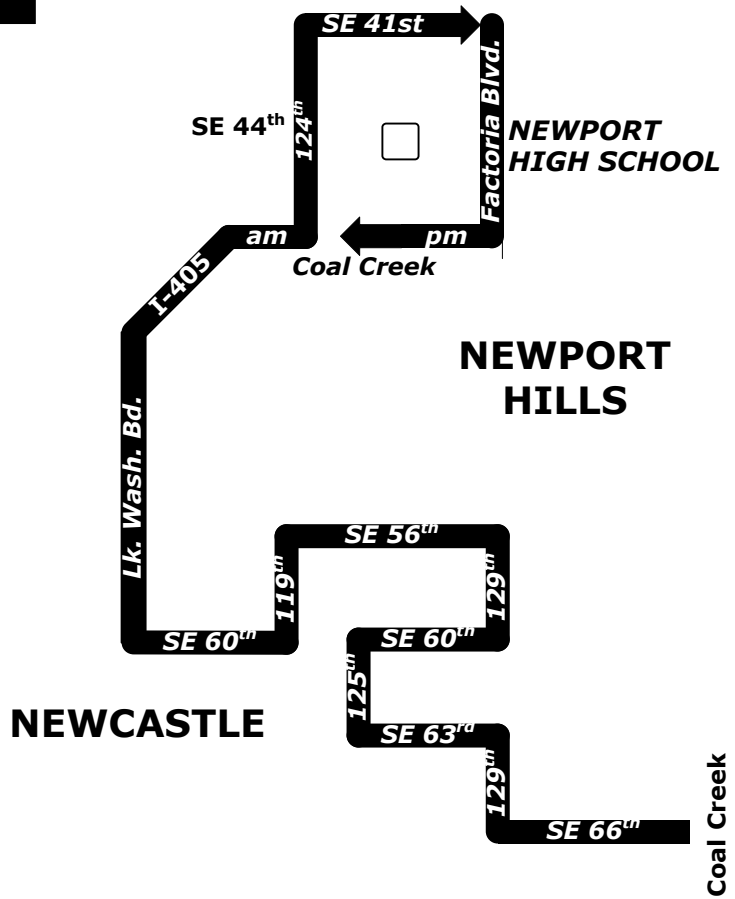 SE 41st
SE 44th
124th
Factoria Blvd.
NEWPORT
HIGH SCHOOL
am
pm
Coal Creek
I-405
NEWPORT
HILLS
Lk. Wash. Bd.
SE 56th
119th
129th
SE 60th
SE 60th
125th
NEWCASTLE
SE 63rd
129th
SE 66th
Coal Creek